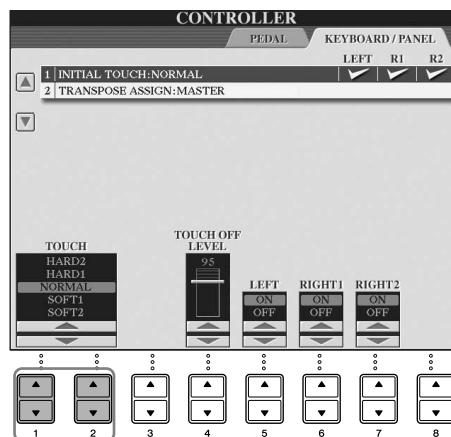 CONTROLLER
PEDAL KEYBOARD / PANEL
LEFT R1 R2
1 INITIAL TOUCH:NORMAL
2 TRANSPOSE ASSIGN:MASTER
TOUCH
HARD2
HARD1
NORMAL
SOFT1
SOFT2
TOUCH OFF
LEVEL
95
LEFT
ON
OFF
RIGHT1
ON
OFF
RIGHT2
ON
OFF
1 2 3 4 5 6 7 8